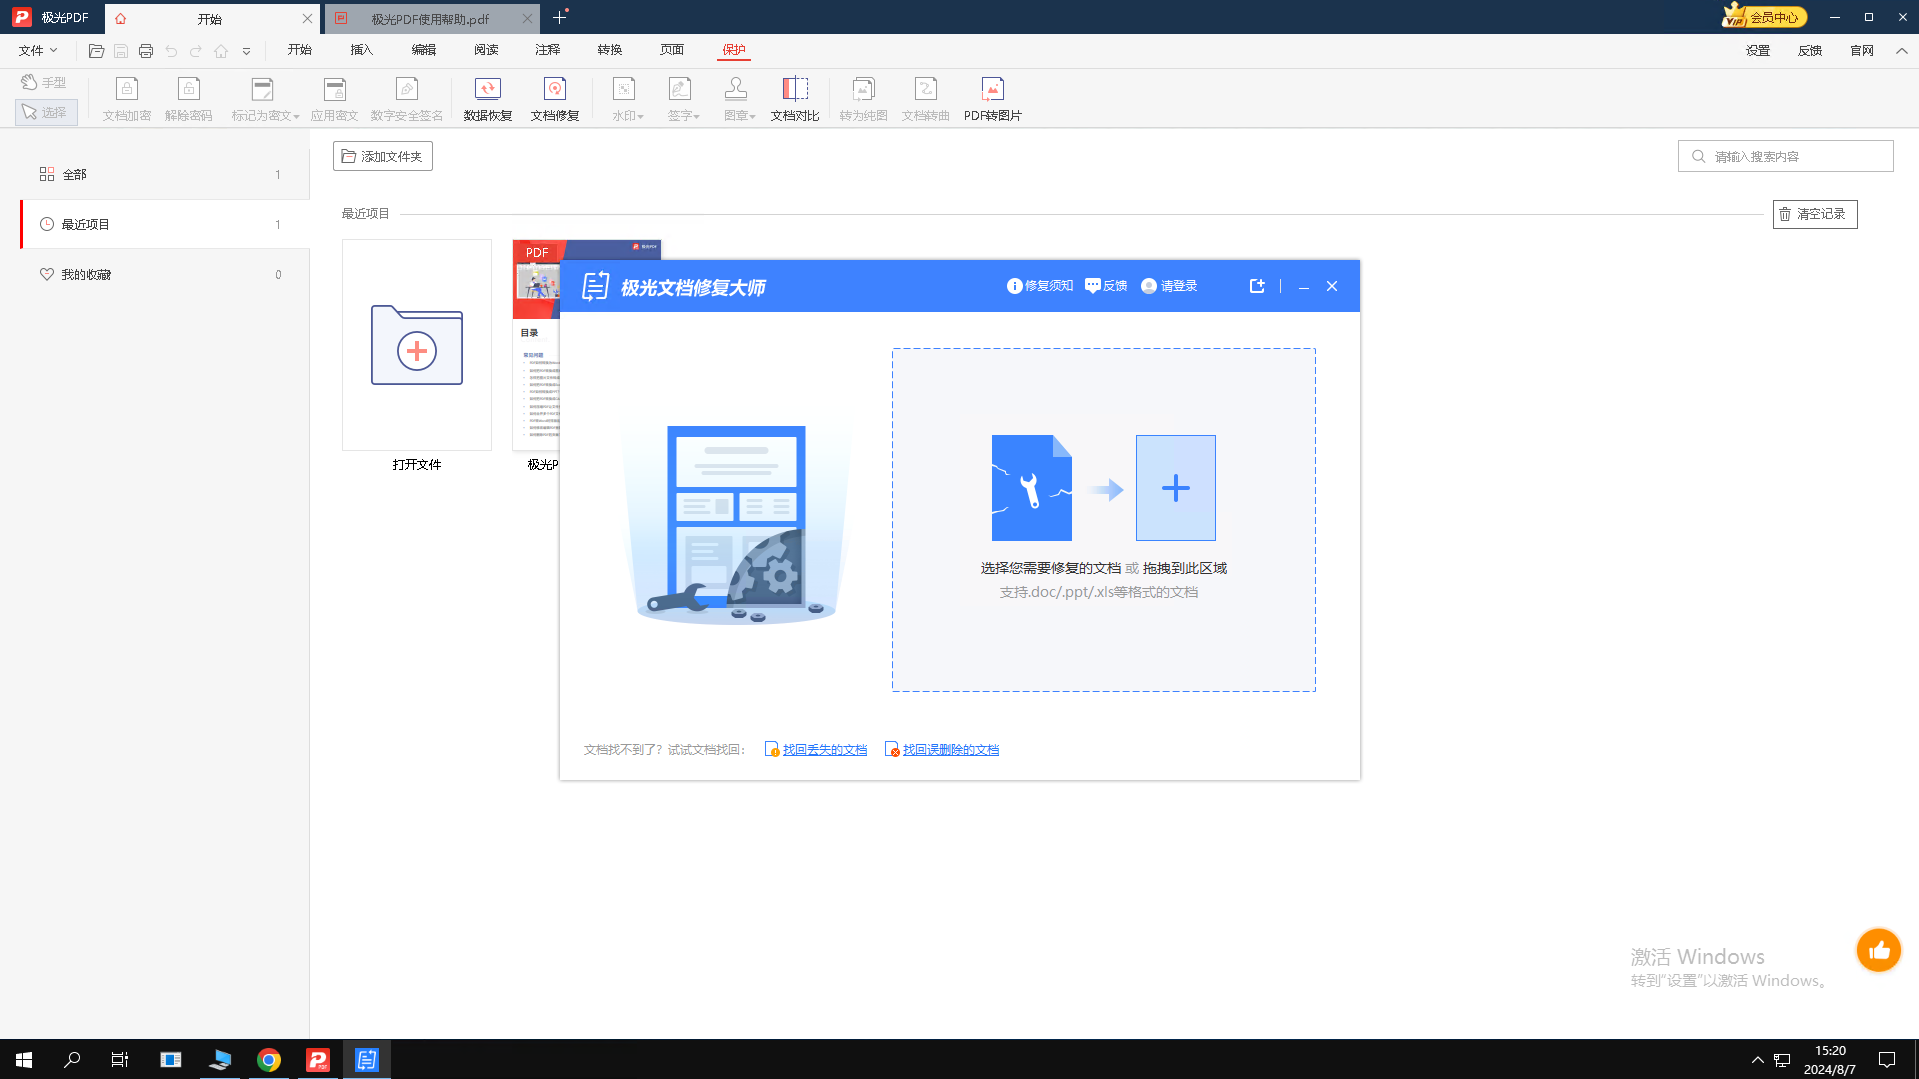 极光PDF
开始
极光PDF使用帮助.pdf
VIP 会员中心
文件
开始
插入
编辑
阅读
注释
转换
页面
保护
设置
反馈
官网
手型
选择
文档加密
解除密码
标记为密文
应用密文
数字安全签名
数据恢复
文档修复
水印
签字
图章
文档对比
转为纯图
文档转曲
PDF转图片
全部 1
最近项目 1
我的收藏 0
添加文件夹
请输入搜索内容
最近项目
清空记录
打开文件
PDF
目录
常见问题
极光P
极光文档修复大师
修复须知
反馈
请登录
选择您需要修复的文档 或 拖拽到此区域
支持.doc/.ppt/.xls等格式的文档
文档找不到了？试试文档找回：
找回丢失的文档
找回误删除的文档
激活 Windows
转到“设置”以激活 Windows。
15:20
2024/8/7